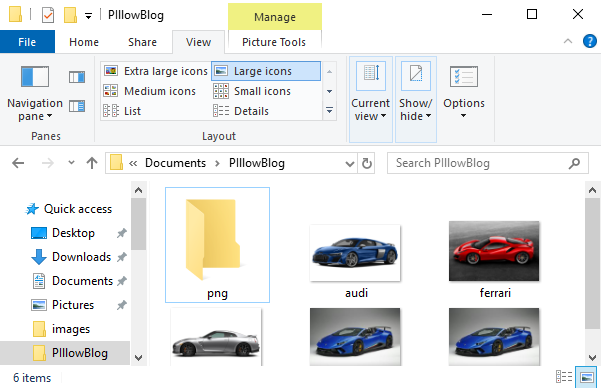 PIllowBlog
Manage
File
Home
Share
View
Picture Tools
Navigation pane
Extra large icons
Large icons
Medium icons
Small icons
List
Details
Current view
Show/ hide
Options
Panes
Layout
« Documents > PIllowBlog
Search PIllowBlog
Quick access
Desktop
Downloads
Documents
Pictures
images
PIllowBlog
png
audi
ferrari
6 items